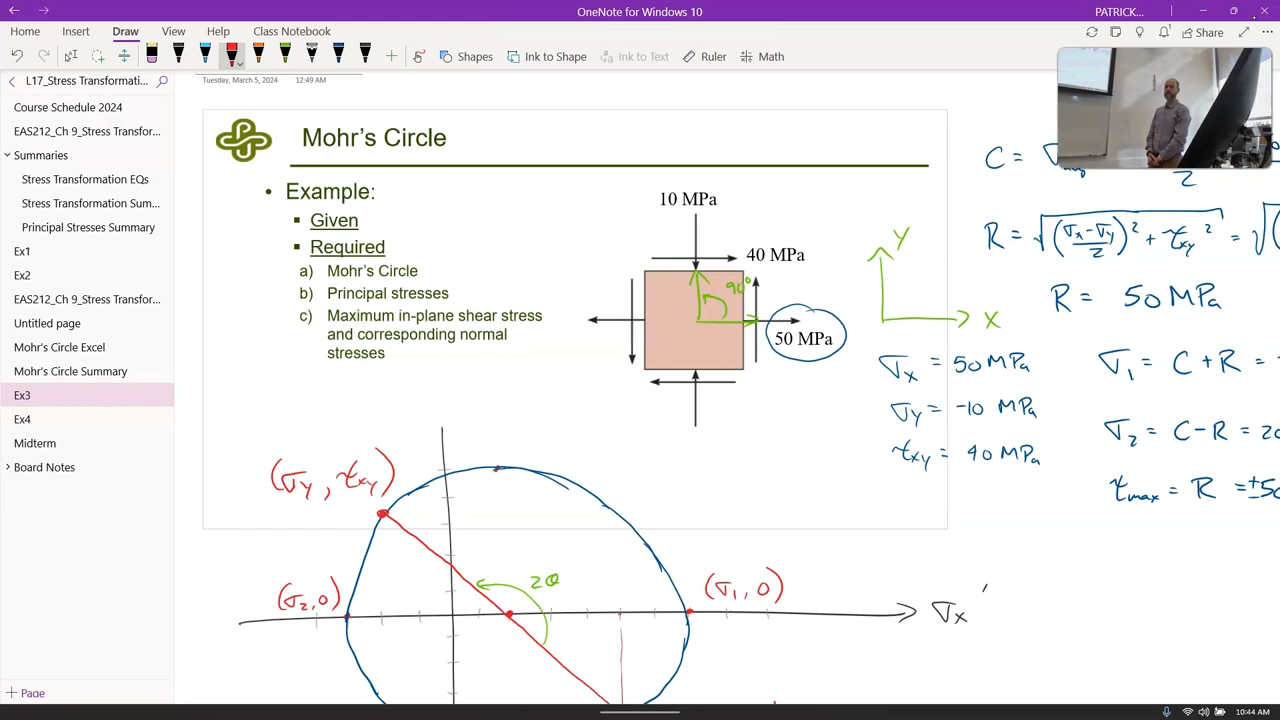 OneNote for Windows 10
PATRICK...
Home
Insert
Draw
View
Help
Class Notebook
Share
Shapes
Ink to Shape
Ink to Text
Ruler
Math
L17_Stress Transformati...
Course Schedule 2024
EAS212_Ch 9_Stress Transfor...
Summaries
Stress Transformation EQs
Stress Transformation Sum...
Principal Stresses Summary
Ex1
Ex2
EAS212_Ch 9_Stress Transfor...
Untitled page
Mohr's Circle Excel
Mohr's Circle Summary
Ex3
Ex4
Midterm
Board Notes
Page
Tuesday, March 5, 2024
12:49 AM
Mohr's Circle
• Example:
▪ Given
▪ Required
a) Mohr's Circle
b) Principal stresses
c) Maximum in-plane shear stress
and corresponding normal
stresses
10 MPa
40 MPa
90°
50 MPa
Y
X
C =
2
R = √((σx-σy)/2)² + τxy² =
R = 50 MPa
σx = 50 MPa
σy = -10 MPa
τxy = 40 MPa
σ1 = C + R =
σ2 = C - R = 20
τmax = R = ±50
(σy, τxy)
2θ
(σ2, 0)
(σ1, 0)
σx'
10:44 AM